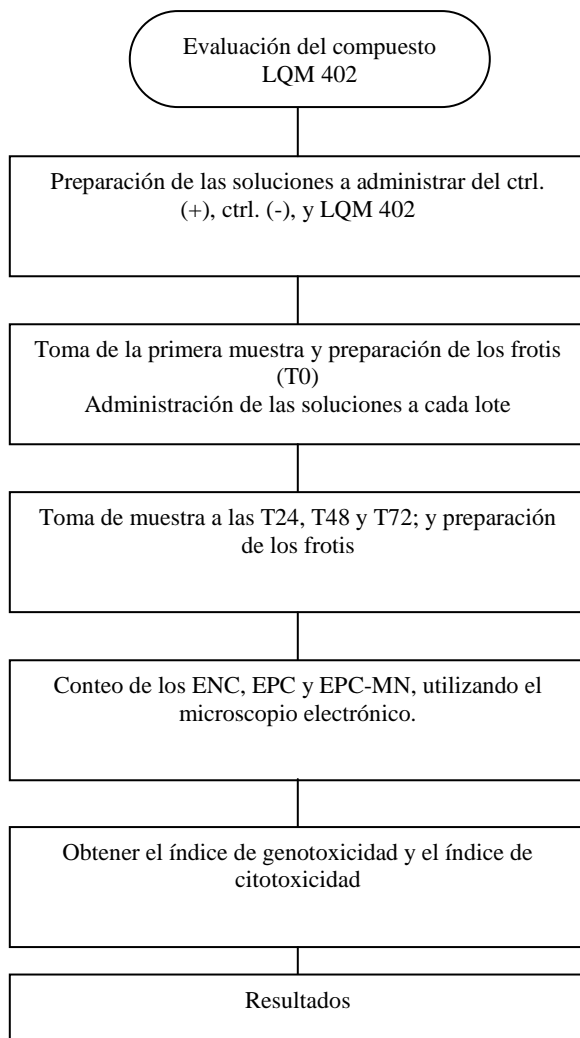 Evaluación del compuesto
LQM 402
Preparación de las soluciones a administrar del ctrl.
(+), ctrl. (-), y LQM 402
Toma de la primera muestra y preparación de los frotis
(T0)
Administración de las soluciones a cada lote
Toma de muestra a las T24, T48 y T72; y preparación
de los frotis
Conteo de los ENC, EPC y EPC-MN, utilizando el
microscopio electrónico.
Obtener el índice de genotoxicidad y el índice de
citotoxicidad
Resultados